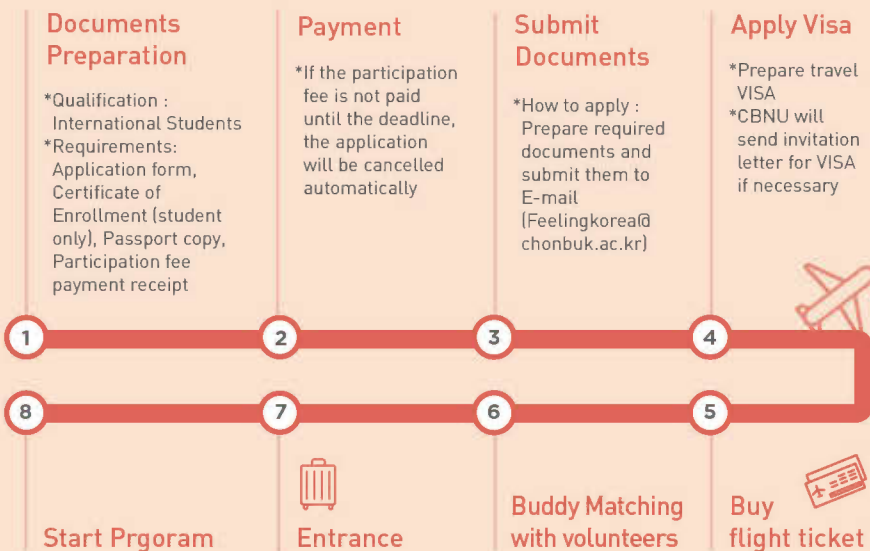 Documents
Preparation
*Qualification :
International Students
*Requirements:
Application form,
Certificate of
Enrollment (student
only), Passport copy,
Participation fee
payment receipt
Payment
*If the participation
fee is not paid
until the deadline,
the application
will be cancelled
automatically
Submit
Documents
*How to apply :
Prepare required
documents and
submit them to
E-mail
(Feelingkorea@
chonbuk.ac.kr)
Apply Visa
*Prepare travel
VISA
*CBNU will
send invitation
letter for VISA
if necessary
1
2
3
4
8
7
6
5
Start Prgoram
Entrance
Buddy Matching
with volunteers
Buy
flight ticket